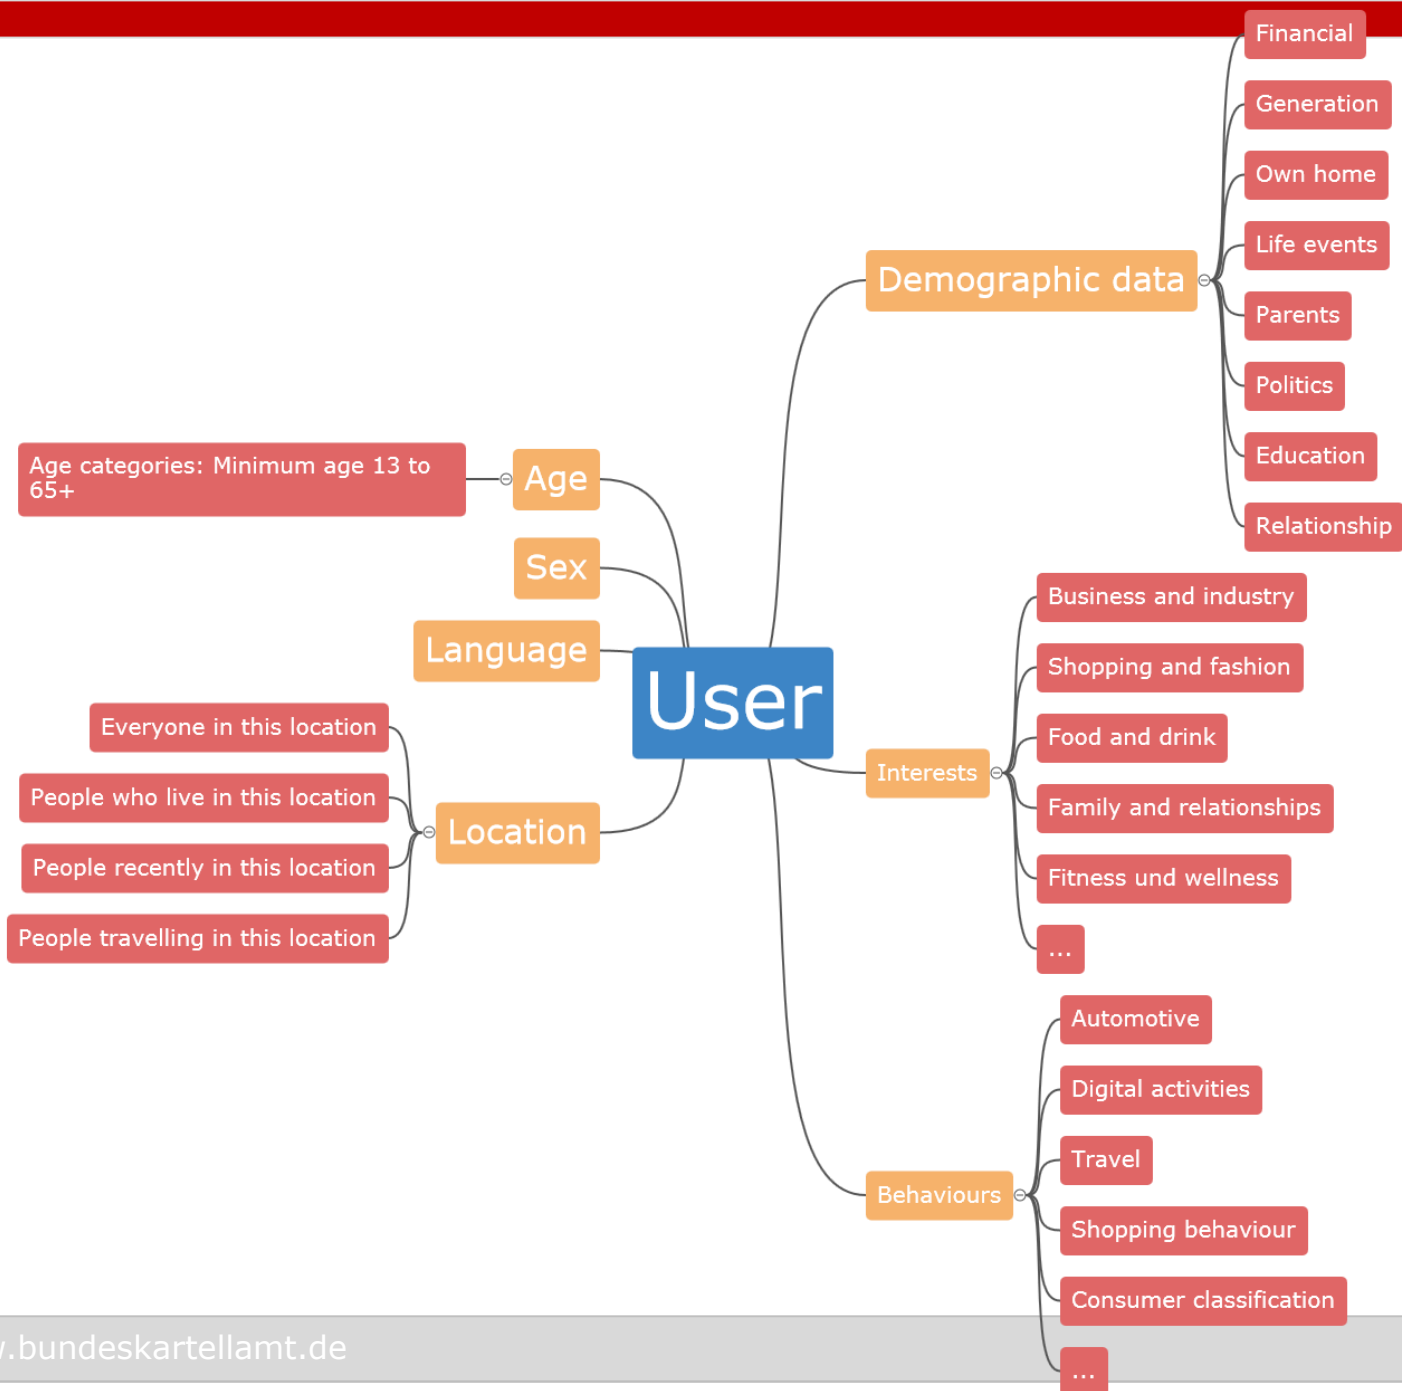 User
Age
Age categories: Minimum age 13 to
65+
Sex
Language
Location
Everyone in this location
People who live in this location
People recently in this location
People travelling in this location
Demographic data
Financial
Generation
Own home
Life events
Parents
Politics
Education
Relationship
Interests
Business and industry
Shopping and fashion
Food and drink
Family and relationships
Fitness und wellness
...
Behaviours
Automotive
Digital activities
Travel
Shopping behaviour
Consumer classification
...
.bundeskartellamt.de